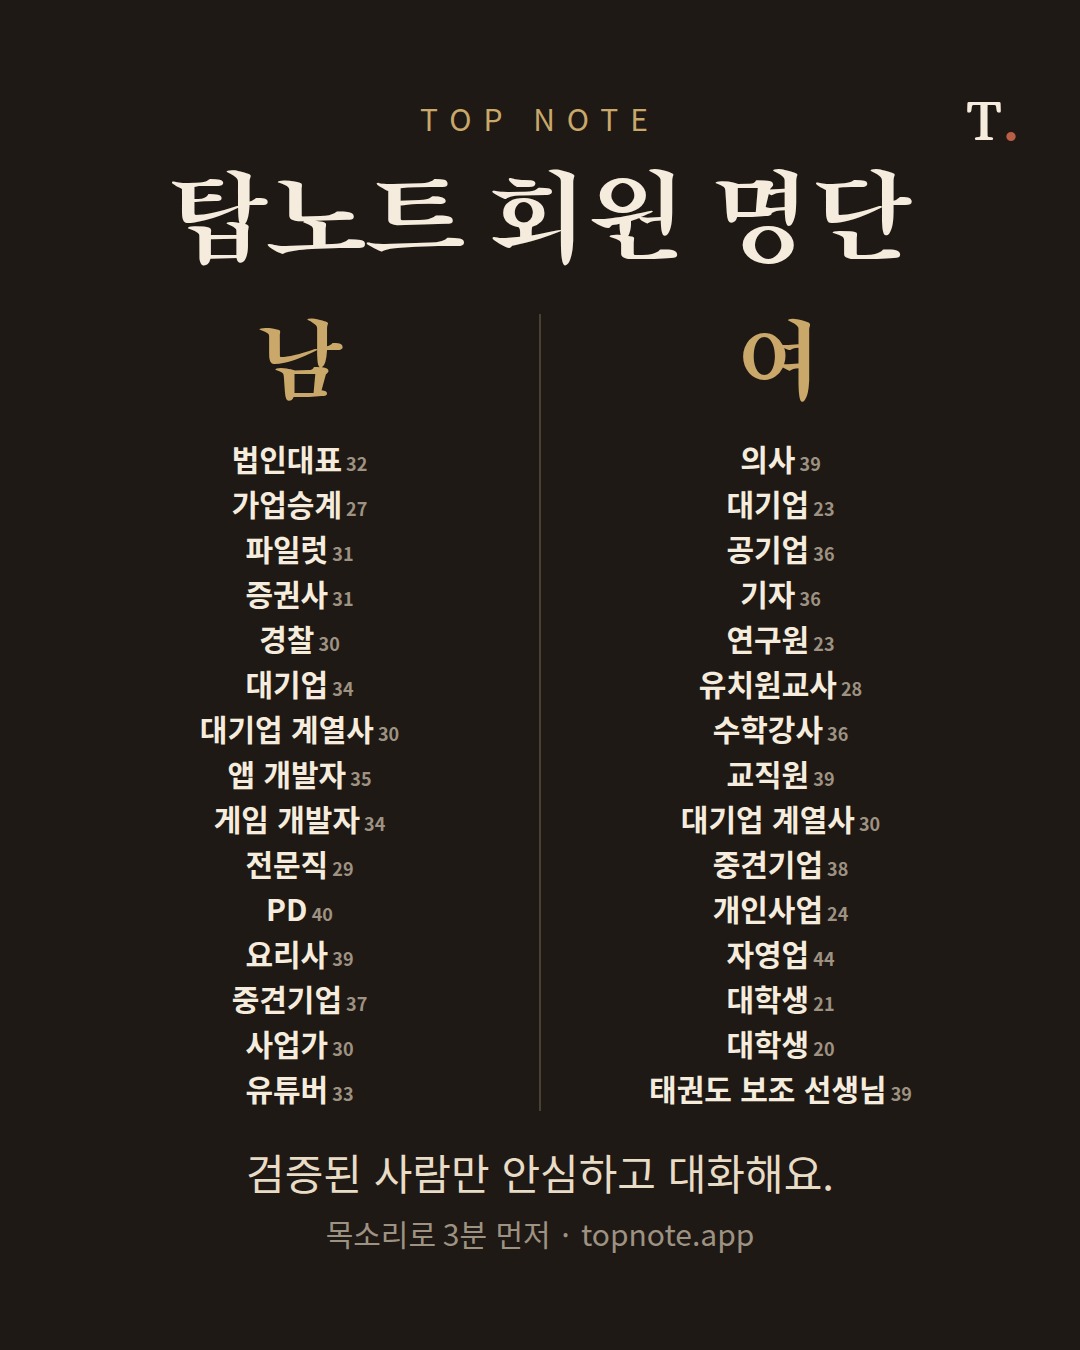 TOP NOTE
T.
탑노트 회원 명단
남
법인대표 32
가업승계 27
파일럿 31
증권사 31
경찰 30
대기업 34
대기업 계열사 30
앱 개발자 35
게임 개발자 34
전문직 29
PD 40
요리사 39
중견기업 37
사업가 30
유튜버 33
여
의사 39
대기업 23
공기업 36
기자 36
연구원 23
유치원교사 28
수학강사 36
교직원 39
대기업 계열사 30
중견기업 38
개인사업 24
자영업 44
대학생 21
대학생 20
태권도 보조 선생님 39
검증된 사람만 안심하고 대화해요.
목소리로 3분 먼저 · topnote.app